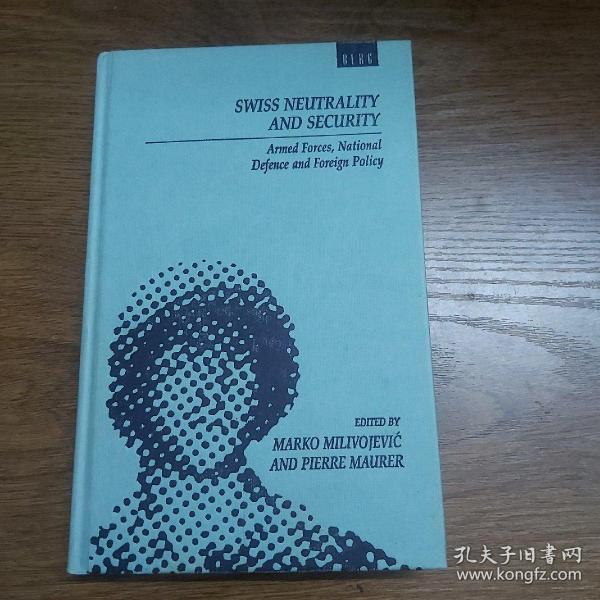 BERG
SWISS NEUTRALITY
AND SECURITY
Armed Forces, National
Defence and Foreign Policy
EDITED BY
MARKO MILIVOJEVIĆ
AND PIERRE MAURER
孔夫子旧書网
www.kongfz.com